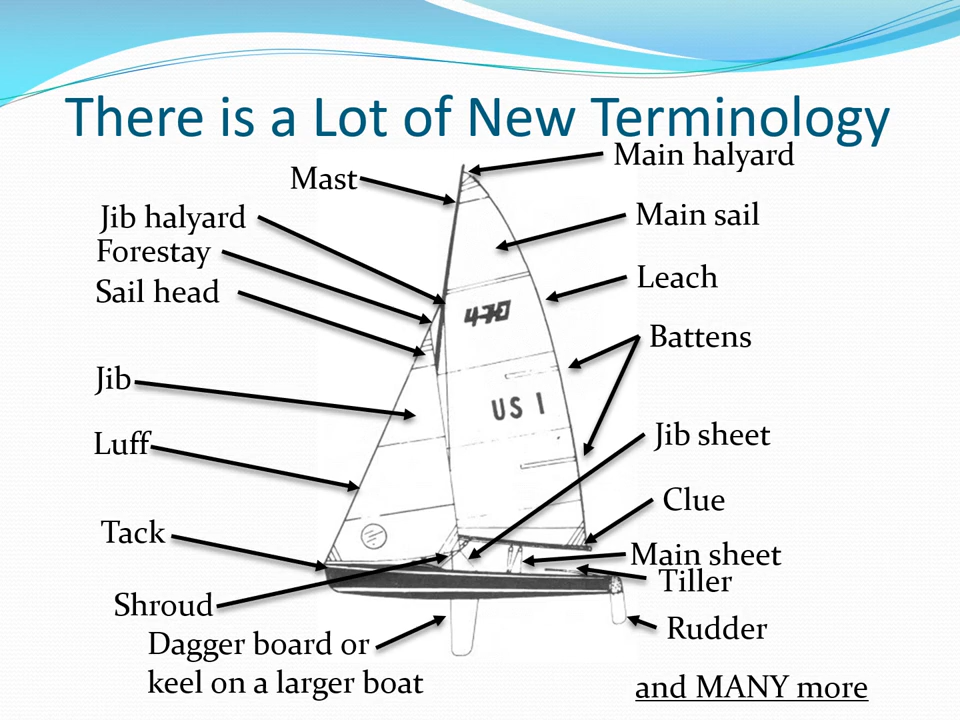 There is a Lot of New Terminology
Main halyard
Mast
Jib halyard
Main sail
Forestay
Leach
Sail head
470
Battens
Jib
US 1
Jib sheet
Luff
Clue
Tack
Main sheet
Tiller
Shroud
Rudder
Dagger board or
keel on a larger boat
and MANY more